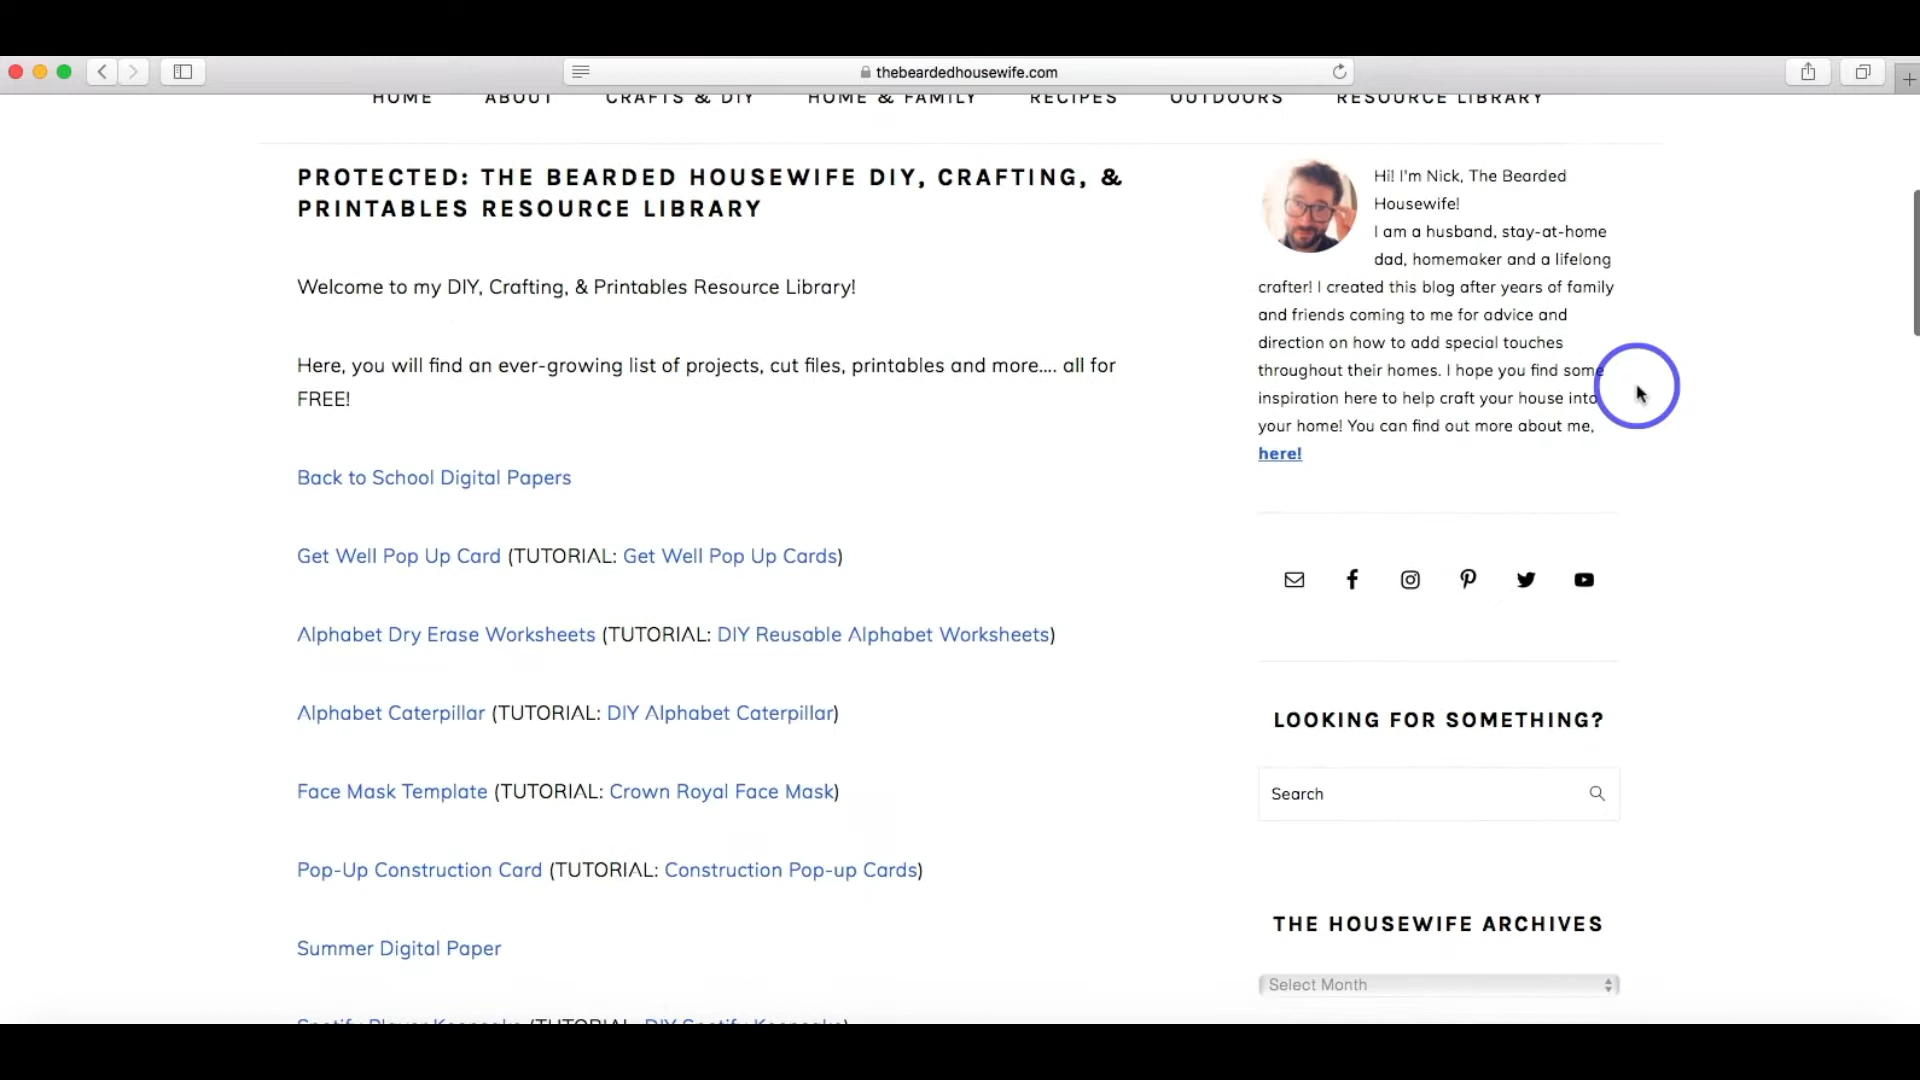 thebeardedhousewife.com
HOME ABOUT CRAFTS & DIY HOME & FAMILY RECIPES OUTDOORS RESOURCE LIBRARY
PROTECTED: THE BEARDED HOUSEWIFE DIY, CRAFTING, &
PRINTABLES RESOURCE LIBRARY
Welcome to my DIY, Crafting, & Printables Resource Library!
Here, you will find an ever-growing list of projects, cut files, printables and more.... all for
FREE!
Back to School Digital Papers
Get Well Pop Up Card (TUTORIAL: Get Well Pop Up Cards)
Alphabet Dry Erase Worksheets (TUTORIAL: DIY Reusable Alphabet Worksheets)
Alphabet Caterpillar (TUTORIAL: DIY Alphabet Caterpillar)
Face Mask Template (TUTORIAL: Crown Royal Face Mask)
Pop-Up Construction Card (TUTORIAL: Construction Pop-up Cards)
Summer Digital Paper
Spotify Player Keepsake (TUTORIAL: DIY Spotify Keepsake)
Hi! I'm Nick, The Bearded
Housewife!
I am a husband, stay-at-home
dad, homemaker and a lifelong
crafter! I created this blog after years of family
and friends coming to me for advice and
direction on how to add special touches
throughout their homes. I hope you find some
inspiration here to help craft your house into
your home! You can find out more about me,
here!
LOOKING FOR SOMETHING?
Search
THE HOUSEWIFE ARCHIVES
Select Month